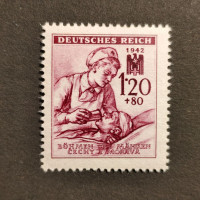 DEUTSCHES REICH
1942
1.20
+80
BÖHMEN UND MÄHREN
ČECHY A MORAVA